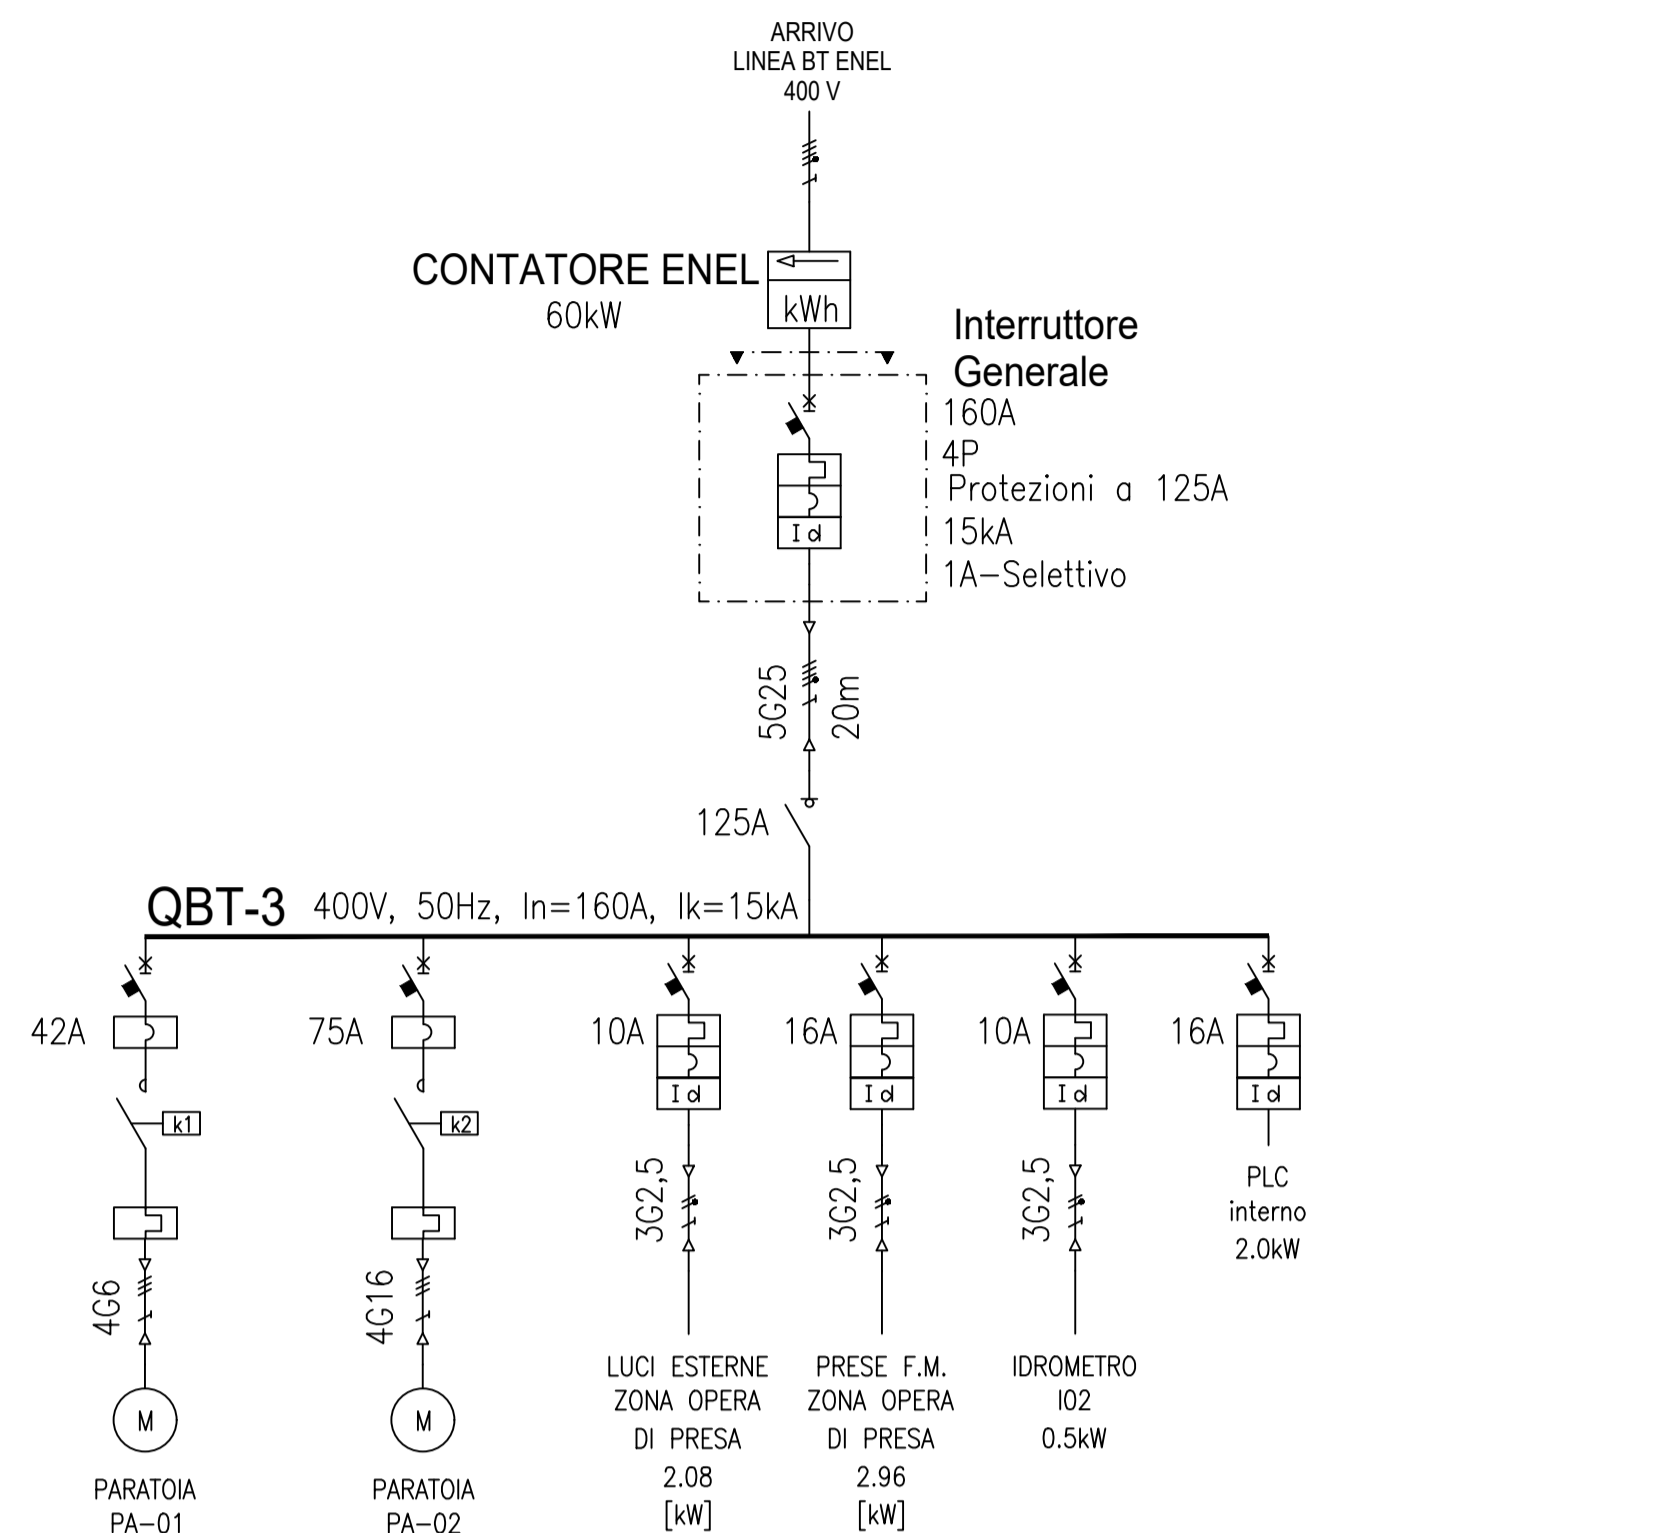 ARRIVO
LINEA BT ENEL
400 V
CONTATORE ENEL
60kW
kWh
Interruttore
Generale
160A
4P
Protezioni a 125A
15kA
1A-Selettivo
Id
5G25
20m
125A
QBT-3 400V, 50Hz, In=160A, Ik=15kA
42A
75A
10A
16A
10A
16A
Id
Id
Id
Id
k1
k2
3G2,5
3G2,5
3G2,5
PLC
interno
2.0kW
4G6
4G16
M
M
LUCI ESTERNE
ZONA OPERA
DI PRESA
2.08
[kW]
PRESE F.M.
ZONA OPERA
DI PRESA
2.96
[kW]
IDROMETRO
I02
0.5kW
PARATOIA
PA-01
PARATOIA
PA-02